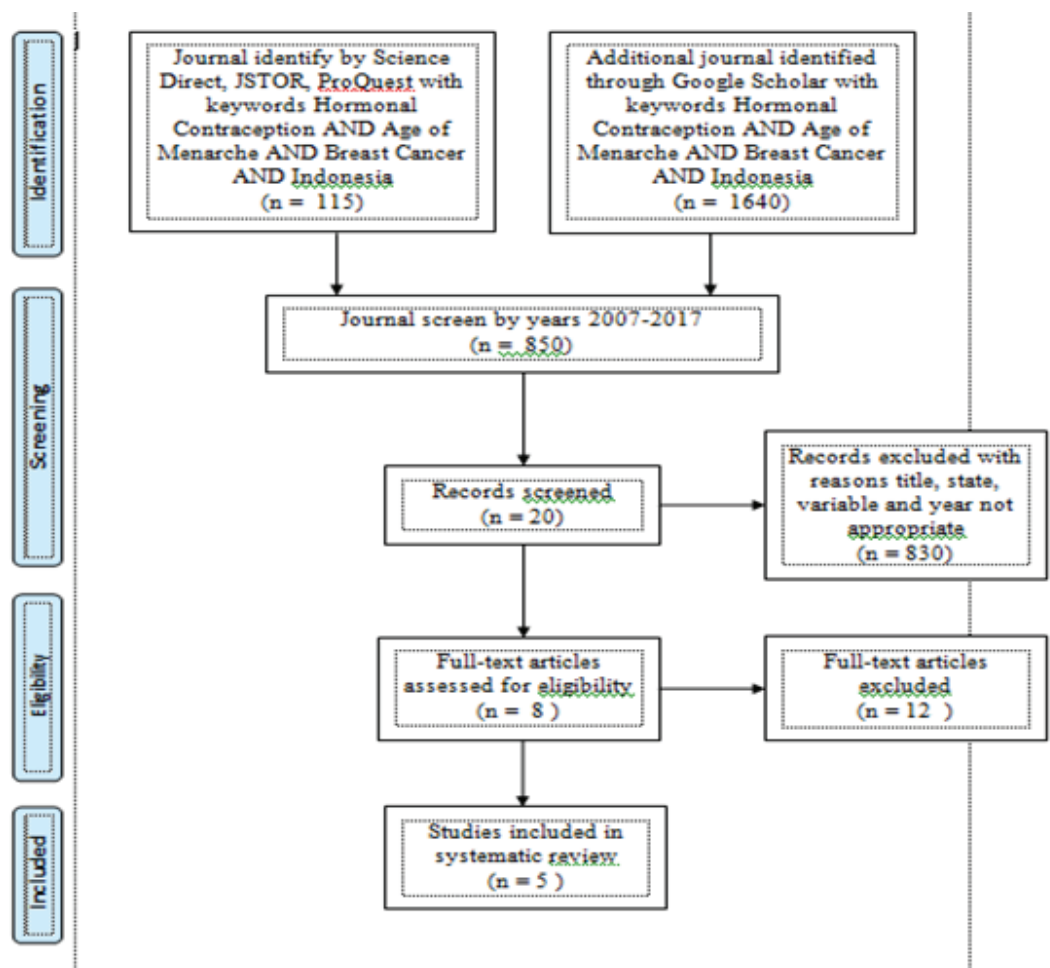 Identification
Journal identify by Science
Direct, JSTOR, ProQuest with
keywords Hormonal
Contraception AND Age of
Menarche AND Breast Cancer
AND Indonesia
(n = 115)
Additional journal identified
through Google Scholar with
keywords Hormonal
Contraception AND Age of
Menarche AND Breast Cancer
AND Indonesia
(n = 1640)
Screening
Journal screen by years 2007-2017
(n = 850)
Records screened
(n = 20)
Records excluded with
reasons title, state,
variable and year not
appropriate
(n = 830)
Eligibility
Full-text articles
assessed for eligibility
(n = 8 )
Full-text articles
excluded
(n = 12 )
Included
Studies included in
systematic review
(n = 5 )